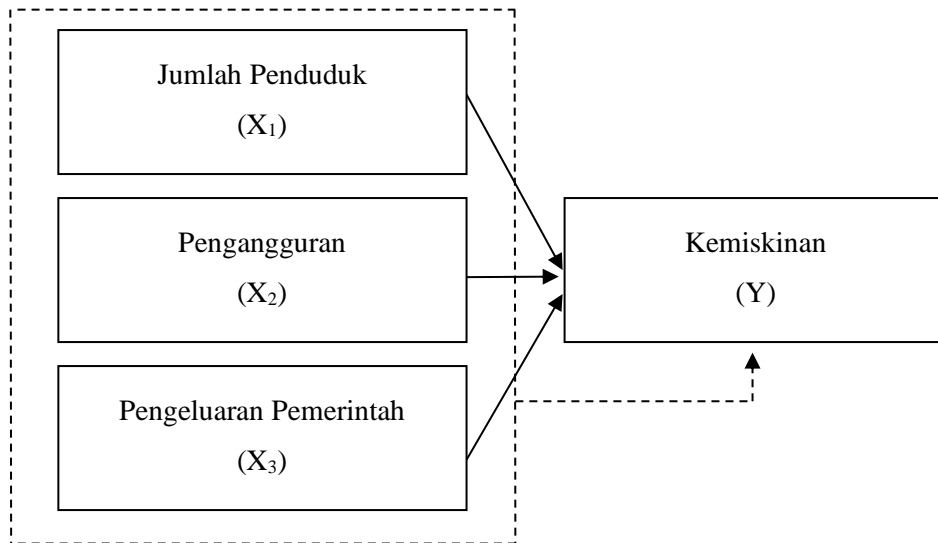 Jumlah Penduduk
(X₁)
Pengangguran
(X₂)
Pengeluaran Pemerintah
(X₃)
Kemiskinan
(Y)